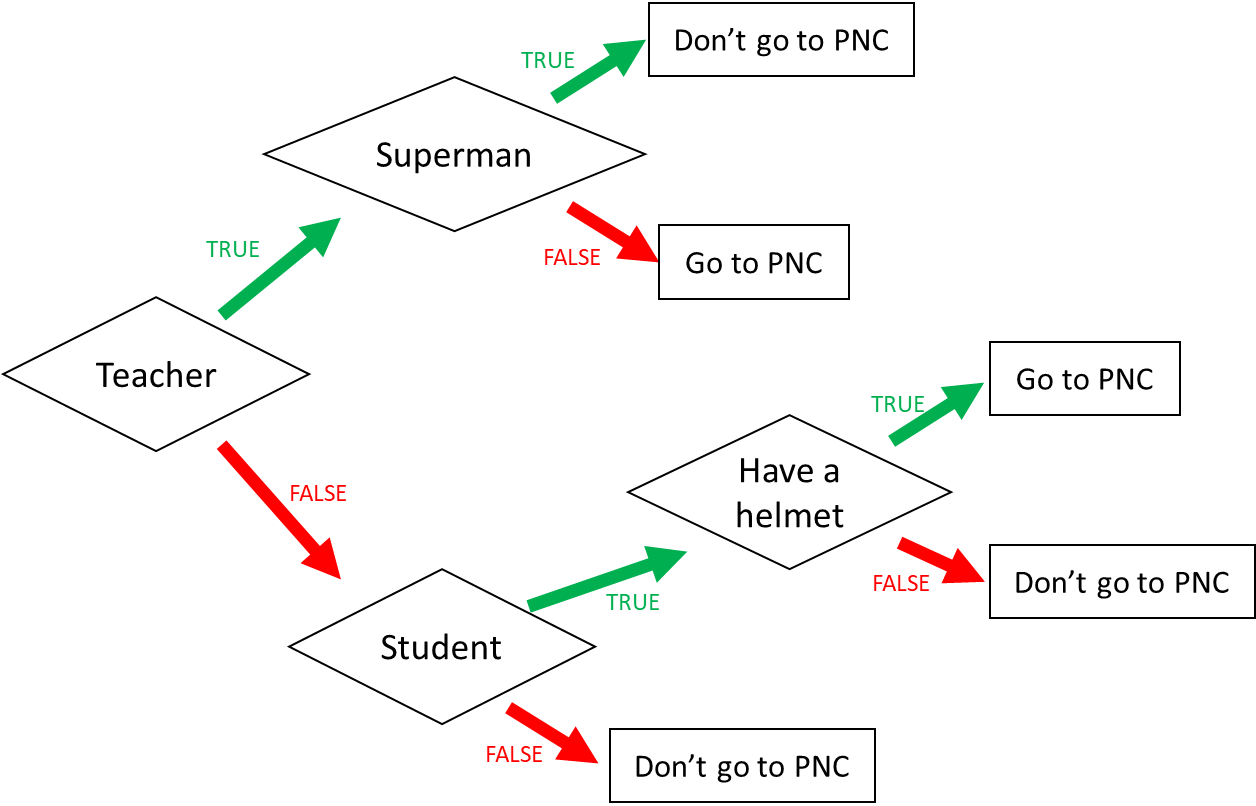 Don’t go to PNC
TRUE
Superman
FALSE
Go to PNC
TRUE
Teacher
Go to PNC
TRUE
Have a
helmet
FALSE
FALSE
Don’t go to PNC
TRUE
Student
FALSE
Don’t go to PNC